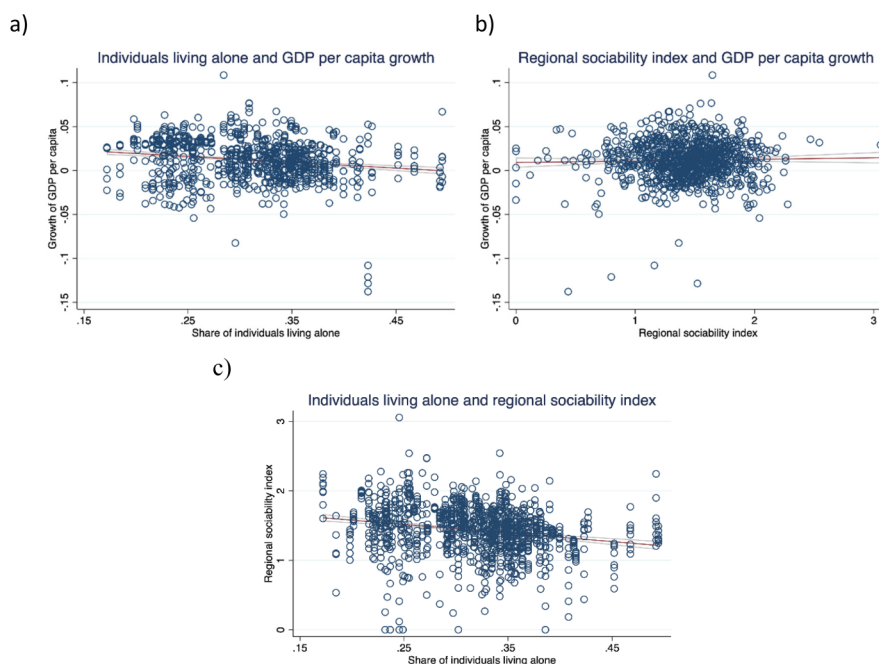 a)
Individuals living alone and GDP per capita growth
Growth of GDP per capita
.1
.05
0
-.05
-.1
-.15
.15
.25
.35
.45
Share of individuals living alone
b)
Regional sociability index and GDP per capita growth
Growth of GDP per capita
.1
.05
0
-.05
-.1
-.15
0
1
2
3
Regional sociability index
c)
Individuals living alone and regional sociability index
Regional sociability index
3
2
1
0
.15
.25
.35
.45
Share of individuals living alone